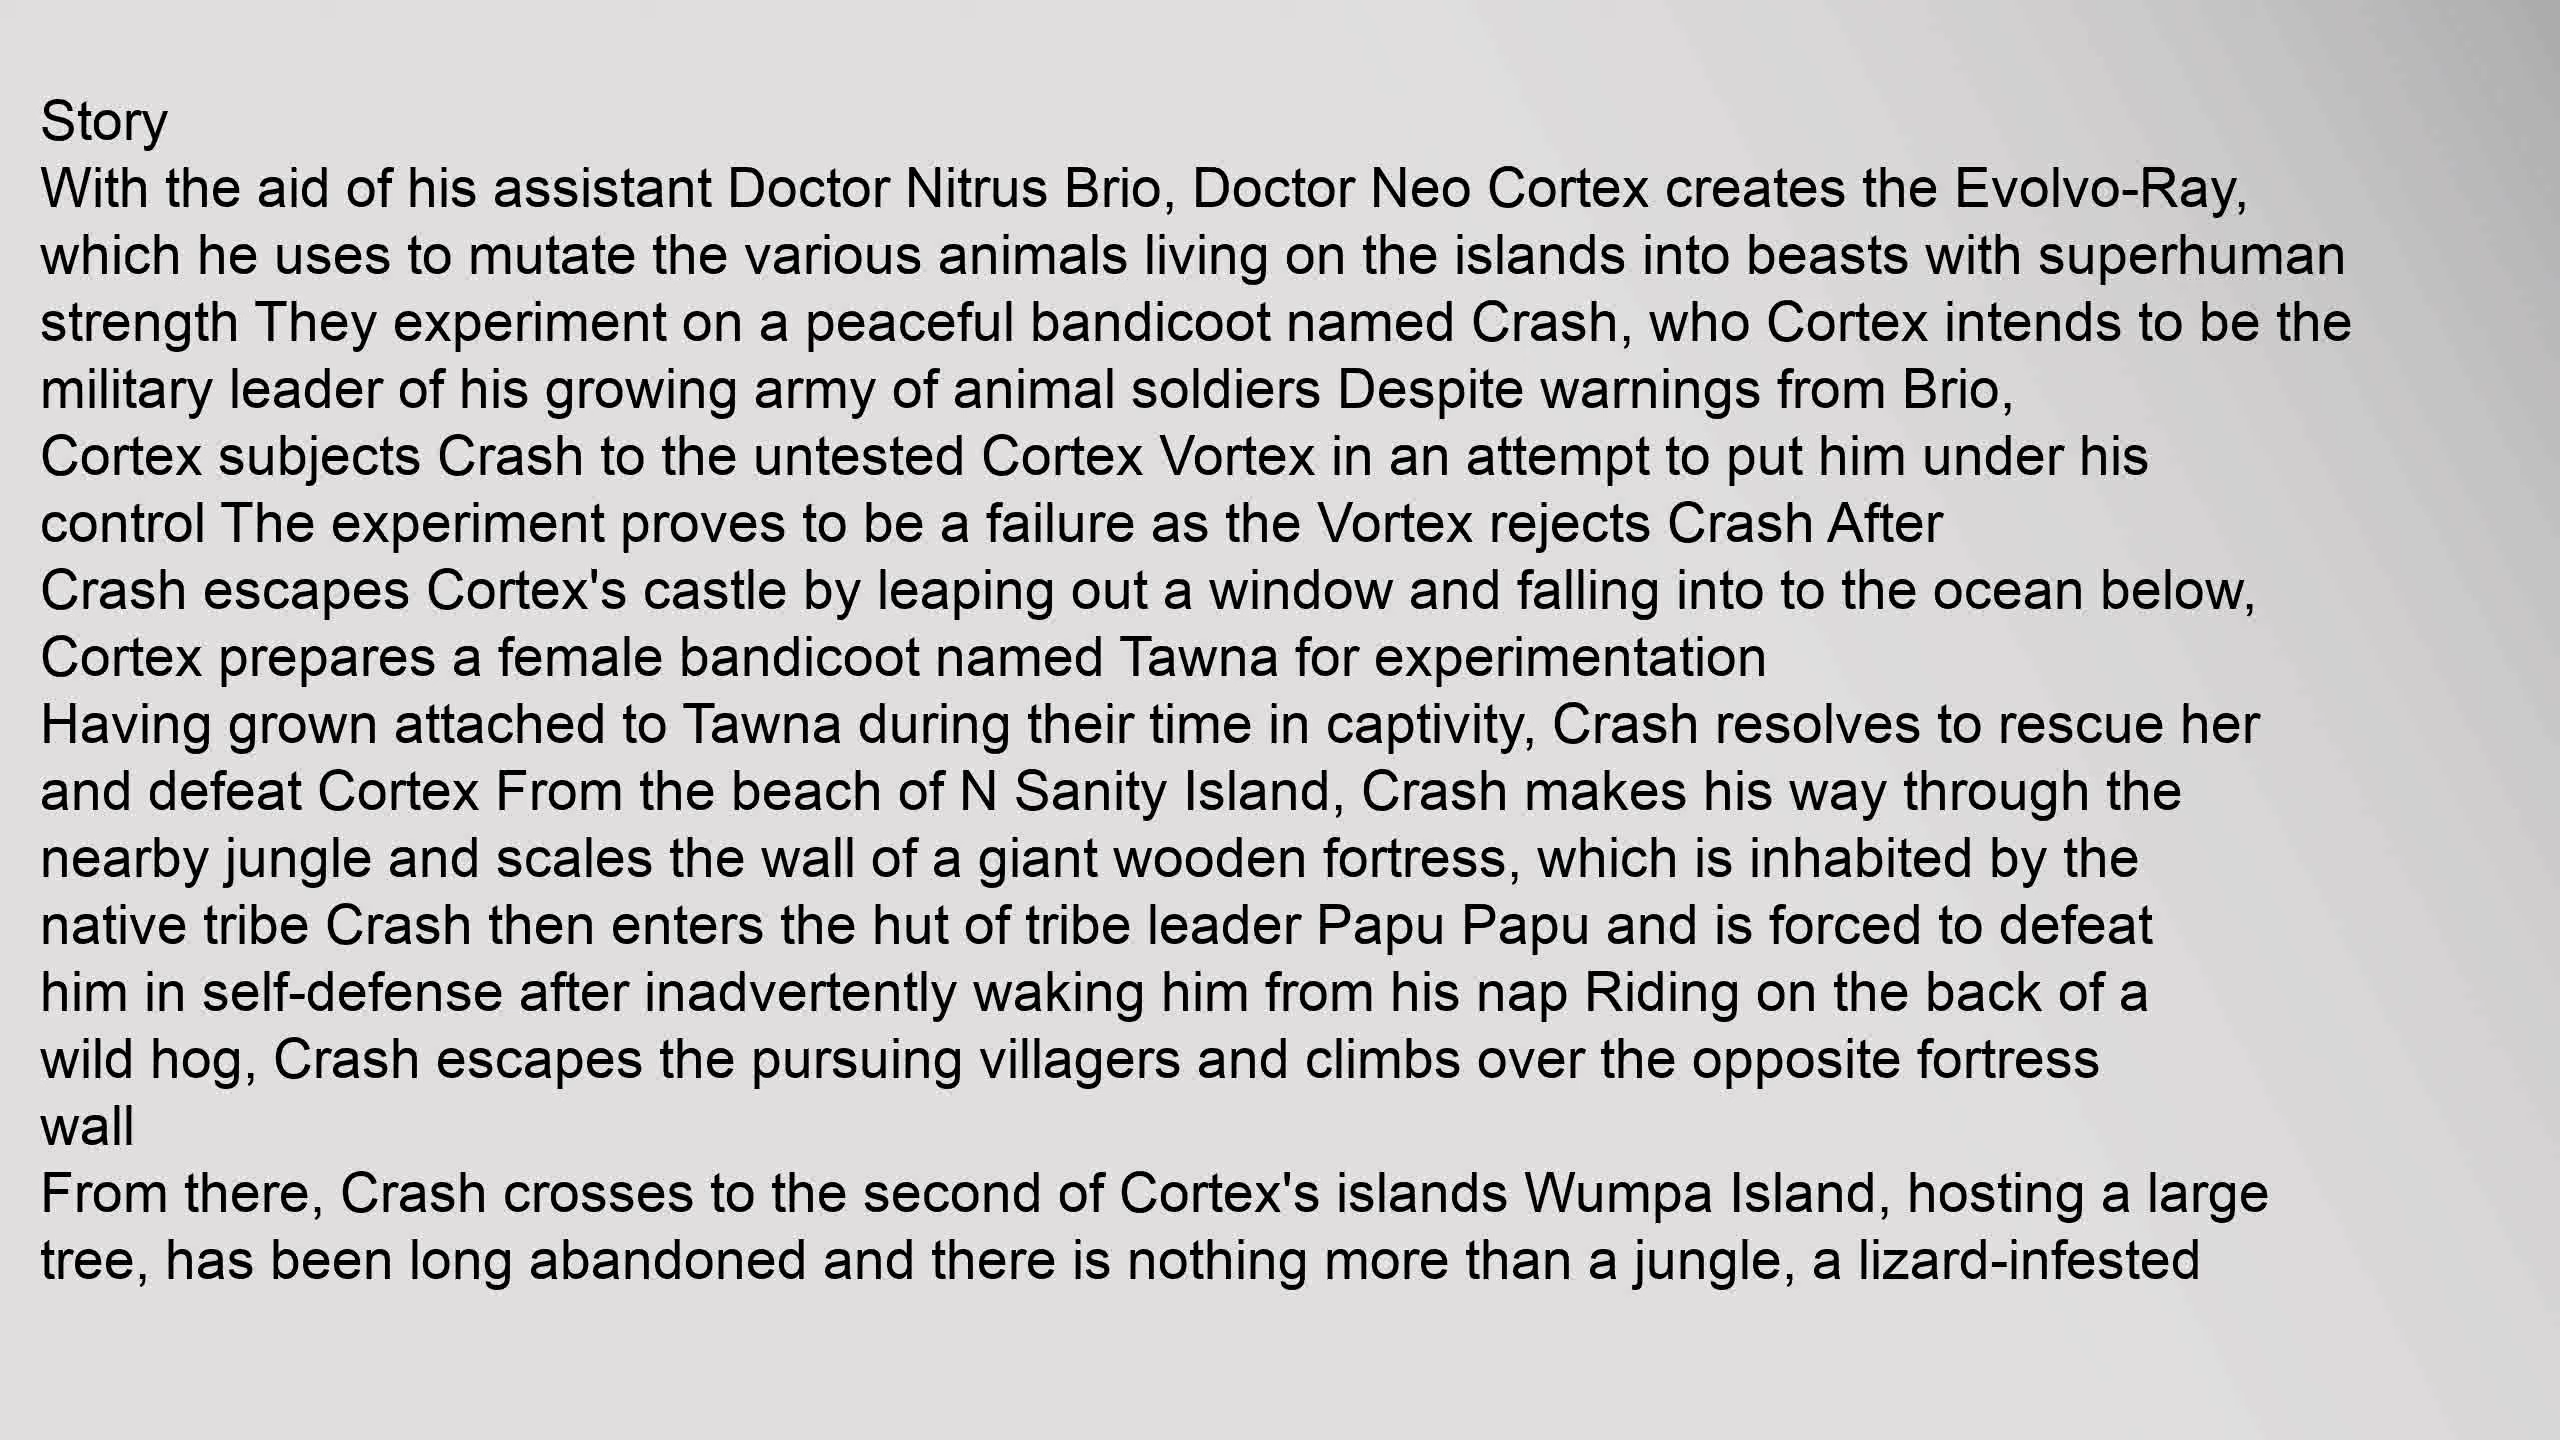 Story
With the aid of his assistant Doctor Nitrus Brio, Doctor Neo Cortex creates the Evolvo-Ray,
which he uses to mutate the various animals living on the islands into beasts with superhuman
strength They experiment on a peaceful bandicoot named Crash, who Cortex intends to be the
military leader of his growing army of animal soldiers Despite warnings from Brio,
Cortex subjects Crash to the untested Cortex Vortex in an attempt to put him under his
control The experiment proves to be a failure as the Vortex rejects Crash After
Crash escapes Cortex's castle by leaping out a window and falling into to the ocean below,
Cortex prepares a female bandicoot named Tawna for experimentation
Having grown attached to Tawna during their time in captivity, Crash resolves to rescue her
and defeat Cortex From the beach of N Sanity Island, Crash makes his way through the
nearby jungle and scales the wall of a giant wooden fortress, which is inhabited by the
native tribe Crash then enters the hut of tribe leader Papu Papu and is forced to defeat
him in self-defense after inadvertently waking him from his nap Riding on the back of a
wild hog, Crash escapes the pursuing villagers and climbs over the opposite fortress
wall
From there, Crash crosses to the second of Cortex's islands Wumpa Island, hosting a large
tree, has been long abandoned and there is nothing more than a jungle, a lizard-infested